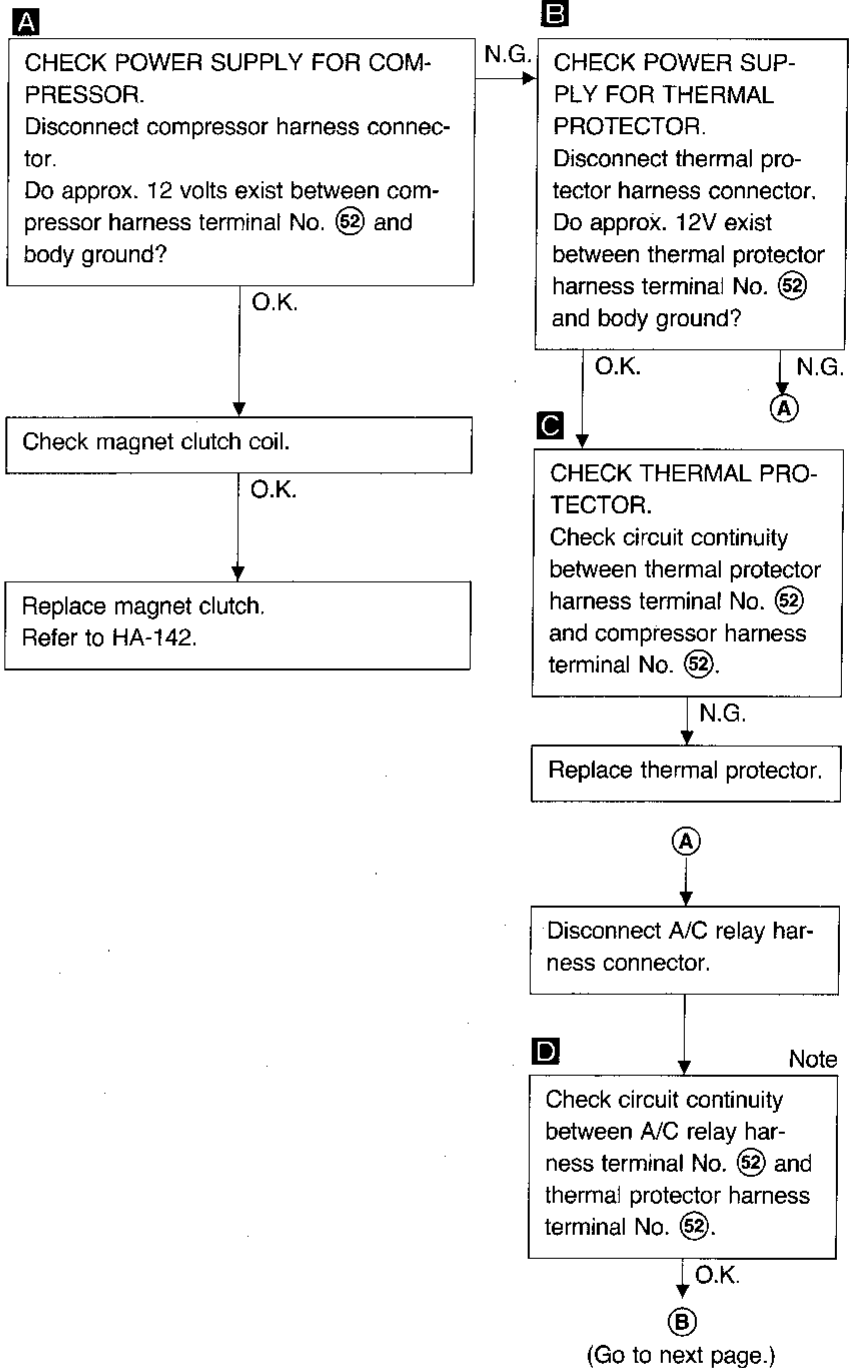 A
CHECK POWER SUPPLY FOR COM-
PRESSOR.
Disconnect compressor harness connec-
tor.
Do approx. 12 volts exist between com-
pressor harness terminal No. 52 and
body ground?
N.G.
O.K.
Check magnet clutch coil.
O.K.
Replace magnet clutch.
Refer to HA-142.
B
CHECK POWER SUP-
PLY FOR THERMAL
PROTECTOR.
Disconnect thermal pro-
tector harness connector.
Do approx. 12V exist
between thermal protector
harness terminal No. 52
and body ground?
O.K.
N.G.
A
C
CHECK THERMAL PRO-
TECTOR.
Check circuit continuity
between thermal protector
harness terminal No. 52
and compressor harness
terminal No. 52.
N.G.
Replace thermal protector.
A
Disconnect A/C relay har-
ness connector.
D
Note
Check circuit continuity
between A/C relay har-
ness terminal No. 52 and
thermal protector harness
terminal No. 52.
O.K.
B
(Go to next page.)